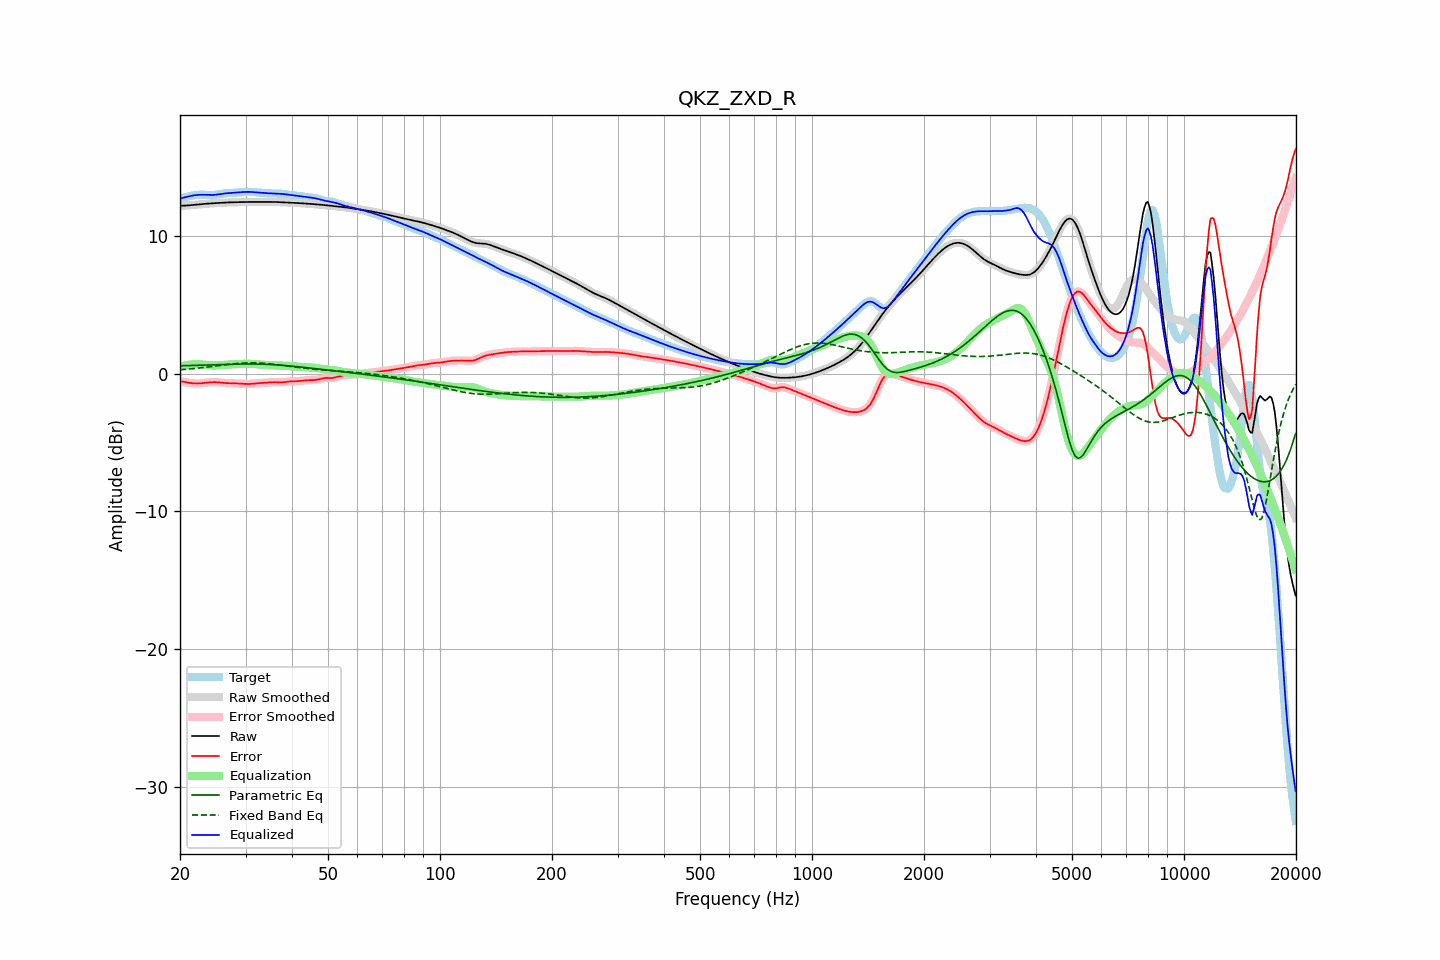 QKZ_ZXD_R
Amplitude (dBr)
10
0
−10
−20
−30
Target
Raw Smoothed
Error Smoothed
Raw
Error
Equalization
Parametric Eq
Fixed Band Eq
Equalized
20 50 100 200 500 1000 2000 5000 10000 20000
Frequency (Hz)